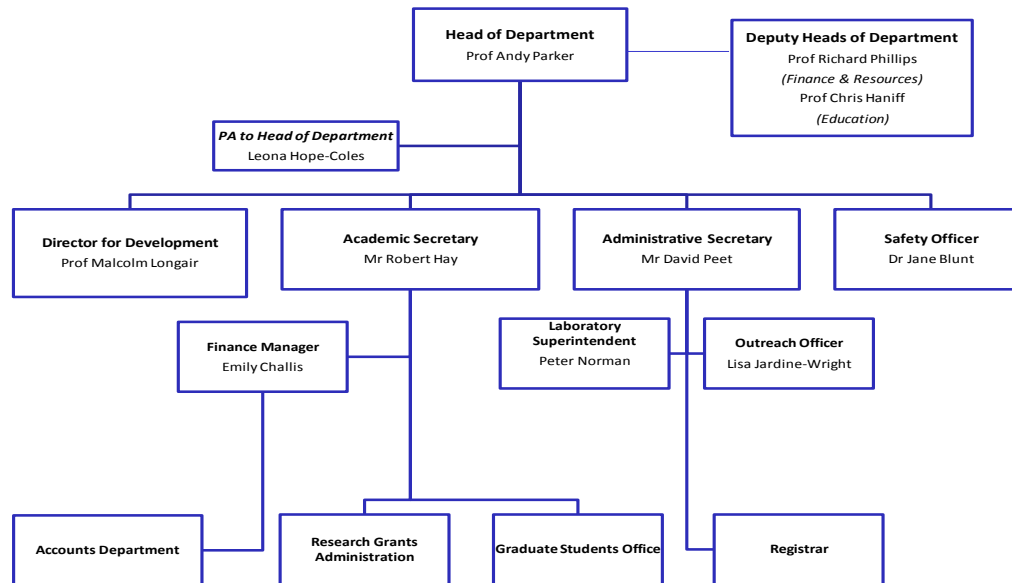 Head of Department
Prof Andy Parker
Deputy Heads of Department
Prof Richard Phillips
(Finance & Resources)
Prof Chris Haniff
(Education)
PA to Head of Department
Leona Hope-Coles
Director for Development
Prof Malcolm Longair
Academic Secretary
Mr Robert Hay
Administrative Secretary
Mr David Peet
Safety Officer
Dr Jane Blunt
Finance Manager
Emily Challis
Laboratory
Superintendent
Peter Norman
Outreach Officer
Lisa Jardine-Wright
Accounts Department
Research Grants
Administration
Graduate Students Office
Registrar